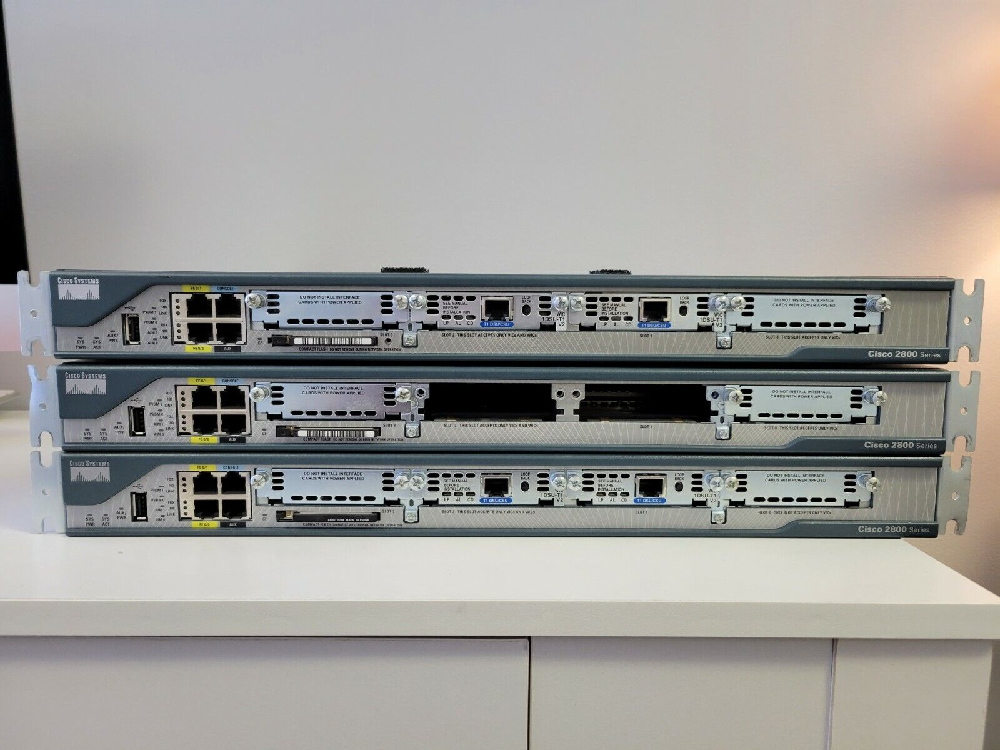 CISCO SYSTEMS
FE 0/1 CONSOLE
FDX
100
LINK
PVDM 1
PVDM 0
FDX
100
LINK
AIM 1
AIM 0
AUX/
PWR
SYS
PWR
SYS
ACT
FE 0/0 AUX
CF
DO NOT INSTALL INTERFACE
CARDS WITH POWER APPLIED
SLOT 3
COMPACT FLASH DO NOT REMOVE DURING NETWORK OPERATION
SEE MANUAL
BEFORE
INSTALLATION
LP AL CD
T1 DSU/CSU
LOOP
BACK
WIC
1DSU-T1
V2
SLOT 2 THIS SLOT ACCEPTS ONLY VICs AND WICs
SEE MANUAL
BEFORE
INSTALLATION
LP AL CD
T1 DSU/CSU
LOOP
BACK
WIC
1DSU-T1
V2
SLOT 1
DO NOT INSTALL INTERFACE
CARDS WITH POWER APPLIED
SLOT 0 THIS SLOT ACCEPTS ONLY VICs
Cisco 2800 Series
CISCO SYSTEMS
FE 0/1 CONSOLE
FDX
100
LINK
PVDM 1
PVDM 0
FDX
100
LINK
AIM 1
AIM 0
AUX/
PWR
SYS
PWR
SYS
ACT
FE 0/0 AUX
CF
DO NOT INSTALL INTERFACE
CARDS WITH POWER APPLIED
SLOT 3
COMPACT FLASH DO NOT REMOVE DURING NETWORK OPERATION
SLOT 2 THIS SLOT ACCEPTS ONLY VICs AND WICs
SLOT 1
DO NOT INSTALL INTERFACE
CARDS WITH POWER APPLIED
SLOT 0 THIS SLOT ACCEPTS ONLY VICs
Cisco 2800 Series
CISCO SYSTEMS
FE 0/1 CONSOLE
FDX
100
LINK
PVDM 1
PVDM 0
FDX
100
LINK
AIM 1
AIM 0
AUX/
PWR
SYS
PWR
SYS
ACT
FE 0/0 AUX
CF
DO NOT INSTALL INTERFACE
CARDS WITH POWER APPLIED
SLOT 3
MADE IN CHINA
COMPACT FLASH DO NOT REMOVE DURING NETWORK OPERATION
SEE MANUAL
BEFORE
INSTALLATION
LP AL CD
T1 DSU/CSU
LOOP
BACK
WIC
1DSU-T1
V2
SLOT 2 THIS SLOT ACCEPTS ONLY VICs AND WICs
SEE MANUAL
BEFORE
INSTALLATION
LP AL CD
T1 DSU/CSU
LOOP
BACK
WIC
1DSU-T1
V2
SLOT 1
DO NOT INSTALL INTERFACE
CARDS WITH POWER APPLIED
SLOT 0 THIS SLOT ACCEPTS ONLY VICs
Cisco 2800 Series